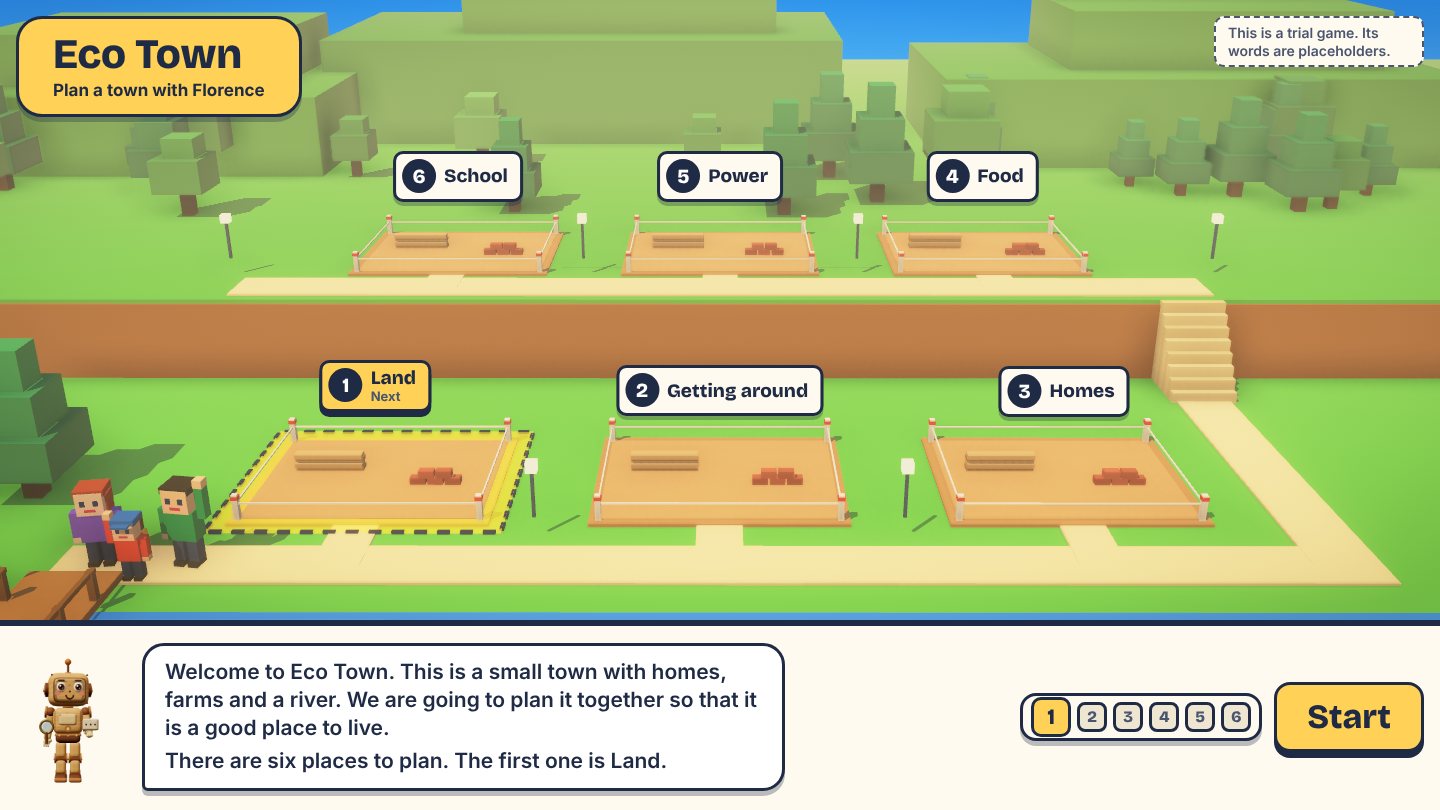 Eco Town
Plan a town with Florence
This is a trial game. Its
words are placeholders.
6 School
5 Power
4 Food
1 Land
Next
2 Getting around
3 Homes
Welcome to Eco Town. This is a small town with homes,
farms and a river. We are going to plan it together so that it
is a good place to live.
There are six places to plan. The first one is Land.
1 2 3 4 5 6
Start